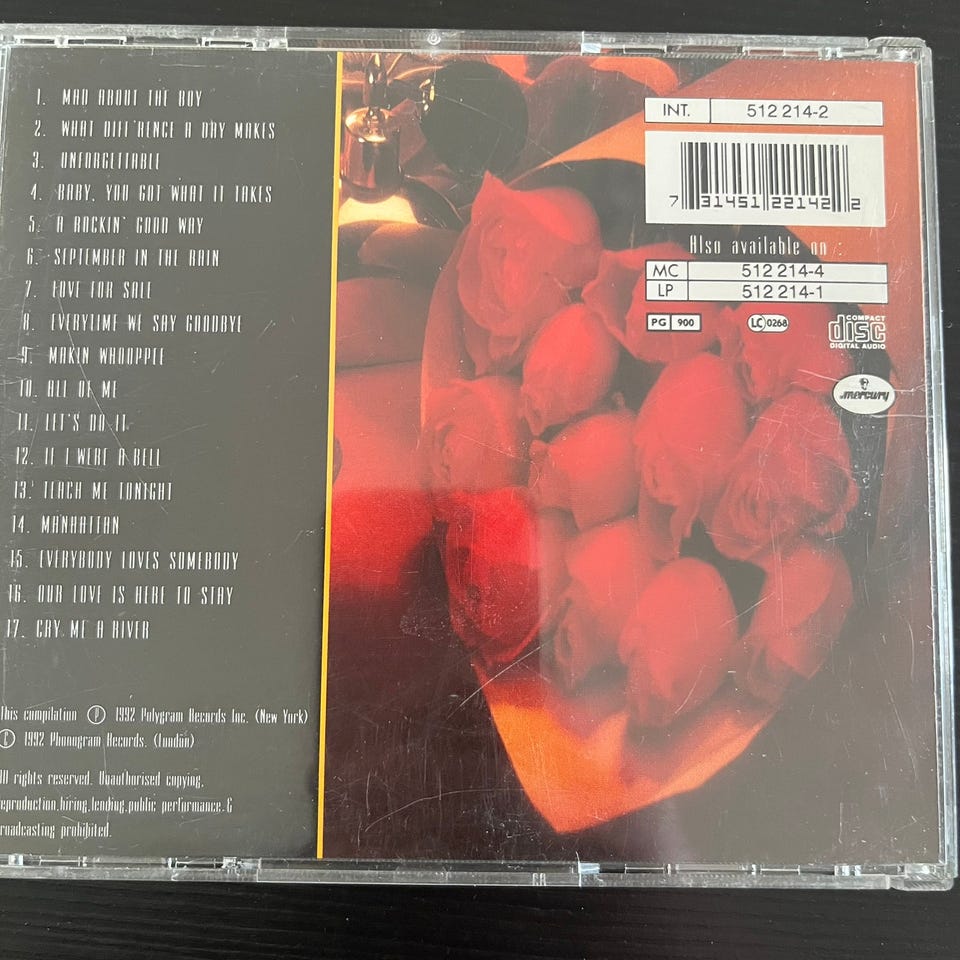 1. MAD ABOUT THE BOY
2. WHAT DIFF'RENCE A DAY MAKES
3. UNFORGETTABLE
4. BABY, YOU GOT WHAT IT TAKES
5. A ROCKIN' GOOD WAY
6. SEPTEMBER IN THE RAIN
7. LOVE FOR SALE
8. EVERYTIME WE SAY GOODBYE
9. MAKIN WHOOPPEE
10. ALL OF ME
11. LET'S DO IT
12. IF I WERE A BELL
13. TEACH ME TONIGHT
14. MANHATTAN
15. EVERYBODY LOVES SOMEBODY
16. OUR LOVE IS HERE TO STAY
17. CRY ME A RIVER
This compilation Ⓟ 1992 Polygram Records Inc. (New York)
© 1992 Phonogram Records. (London)
All rights reserved. Unauthorised copying,
reproduction,hiring,lending,public performance,&
broadcasting prohibited.
INT. 512 214-2
7 31451 22142 2
Also available on :
MC 512 214-4
LP 512 214-1
PG 900 LC 0268
COMPACT
disc
DIGITAL AUDIO
mercury